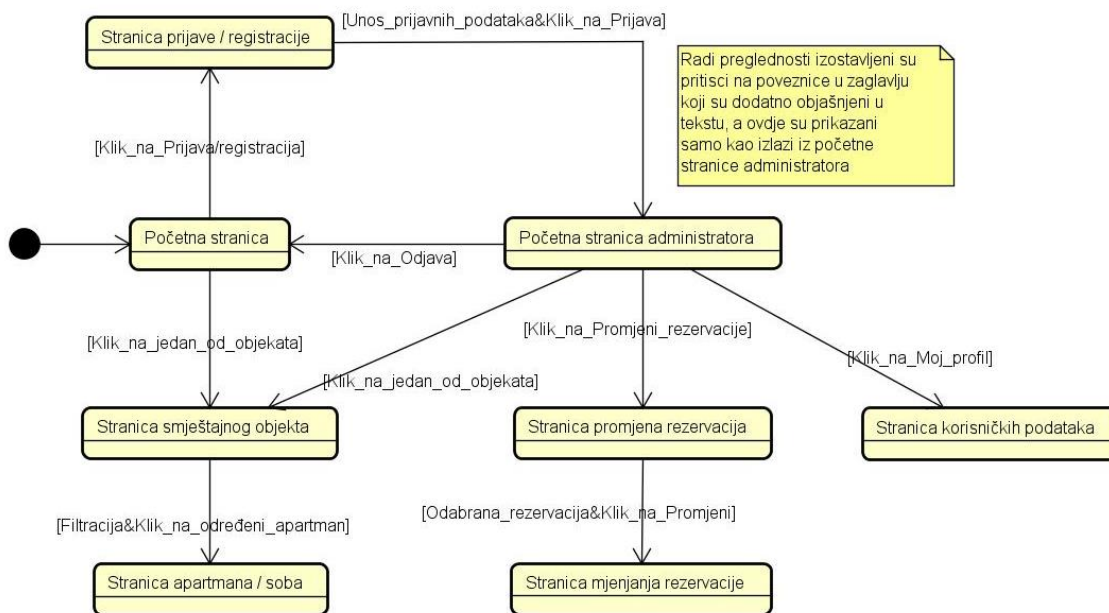 [Unos_prijavnih_podataka&Klik_na_Prijava]
Stranica prijave / registracije
Radi preglednosti izostavljeni su
pritisci na poveznice u zaglavlju
koji su dodatno objašnjeni u
tekstu, a ovdje su prikazani
samo kao izlazi iz početne
stranice administratora
[Klik_na_Prijava/registracija]
Početna stranica
Početna stranica administratora
[Klik_na_Odjava]
[Klik_na_Promjeni_rezervacije]
[Klik_na_jedan_od_objekata]
[Klik_na_Moj_profil]
[Klik_na_jedan_od_objekata]
Stranica smještajnog objekta
Stranica promjena rezervacija
Stranica korisničkih podataka
[Filtracija&Klik_na_određeni_apartman]
[Odabrana_rezervacija&Klik_na_Promjeni]
Stranica apartmana / soba
Stranica mjenjanja rezervacije